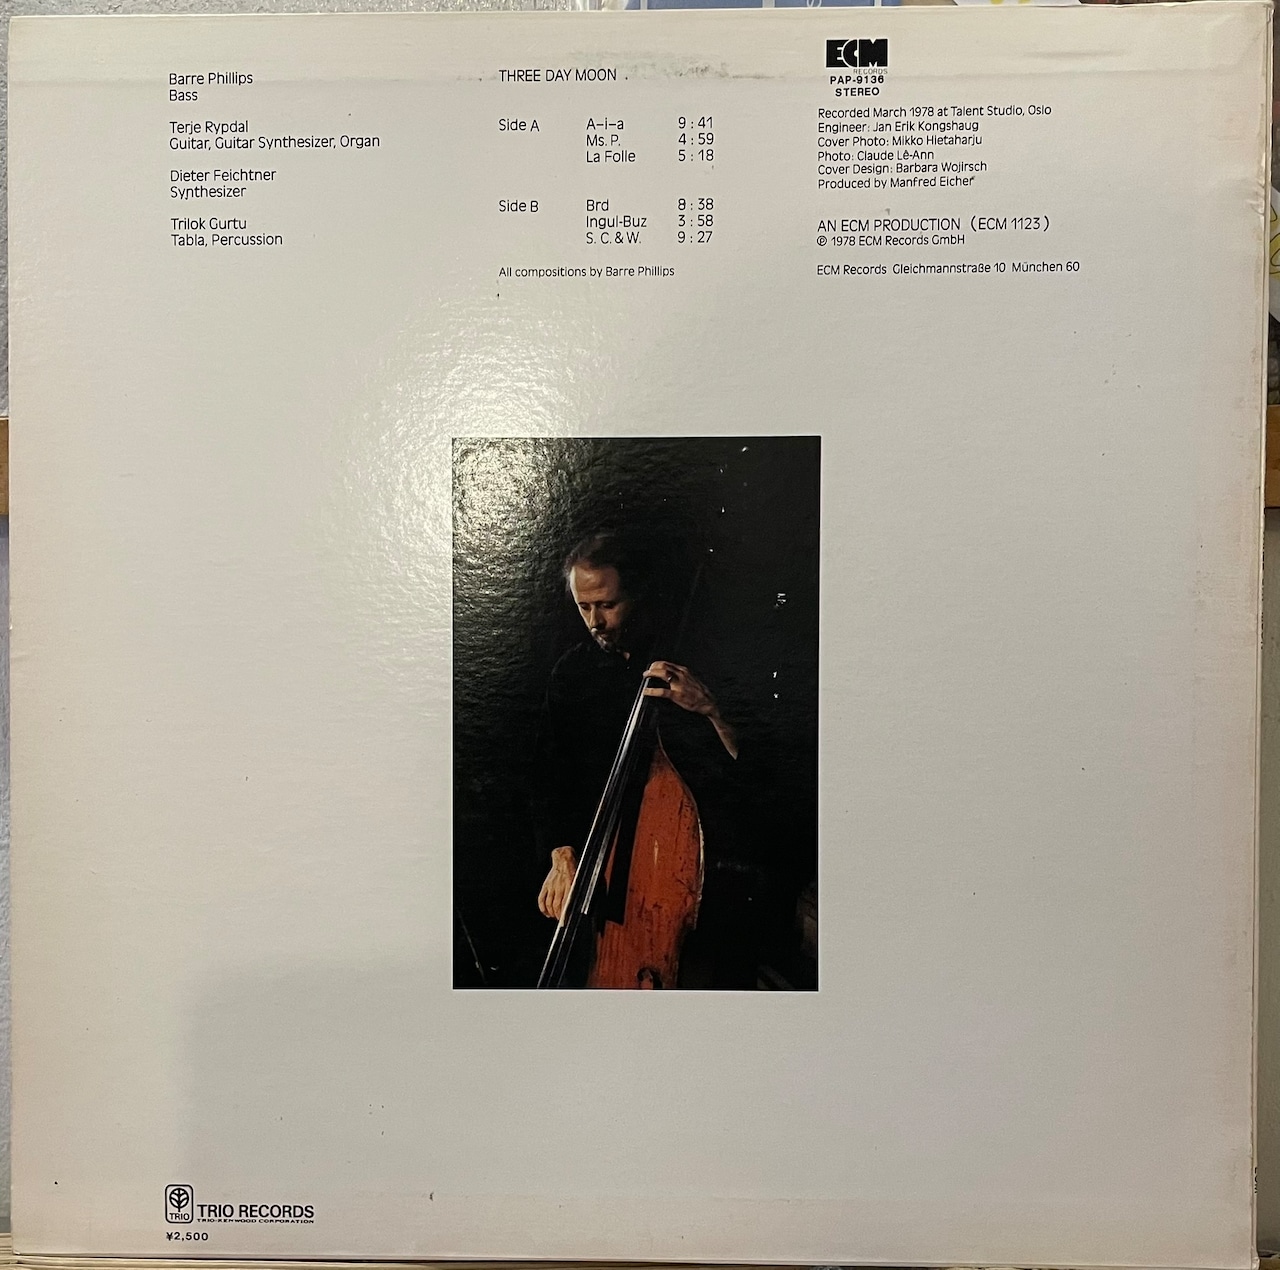 Barre Phillips
Bass
Terje Rypdal
Guitar, Guitar Synthesizer, Organ
Dieter Feichtner
Synthesizer
Trilok Gurtu
Tabla, Percussion
THREE DAY MOON
Side A A-i-a 9:41
Ms. P. 4:59
La Folle 5:18
Side B Brd 8:38
Ingul-Buz 3:58
S. C. & W. 9:27
All compositions by Barre Phillips
ECM
RECORDS
PAP-9136
STEREO
Recorded March 1978 at Talent Studio, Oslo
Engineer: Jan Erik Kongshaug
Cover Photo: Mikko Hietaharju
Photo: Claude Lê-Ann
Cover Design: Barbara Wojirsch
Produced by Manfred Eicher
AN ECM PRODUCTION (ECM 1123)
℗ 1978 ECM Records GmbH
ECM Records Gleichmannstraße 10 München 60
TRIO
TRIO RECORDS
TRIO-KENWOOD CORPORATION
¥2,500